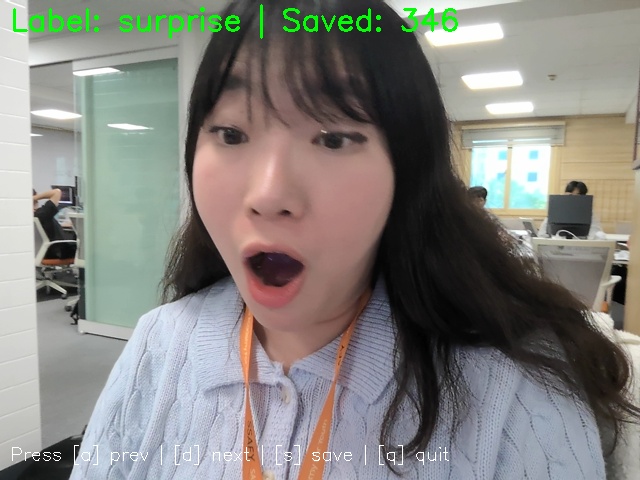 Label: surprise | Saved: 346
Press [a] prev | [d] next | [s] save | [q] quit